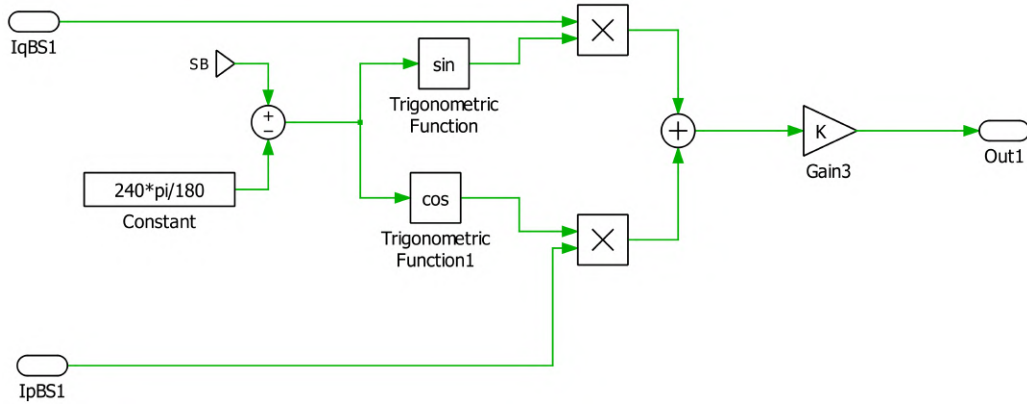 IqBS1
SB
+
−
240*pi/180
Constant
sin
Trigonometric
Function
cos
Trigonometric
Function1
×
×
+
K
Gain3
Out1
IpBS1